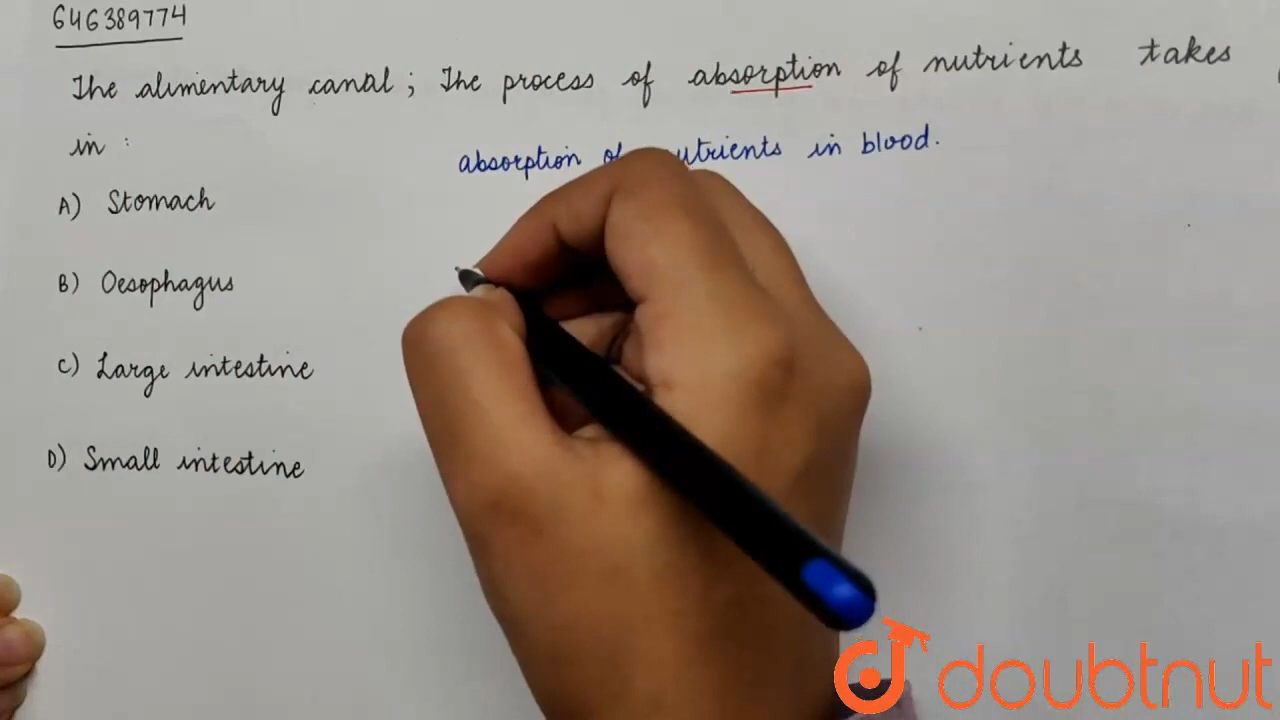 646389774
The alimentary canal ; The process of absorption of nutrients takes
in :
absorption of nutrients in blood.
A) Stomach
B) Oesophagus
C) Large intestine
D) Small intestine
doubtnut